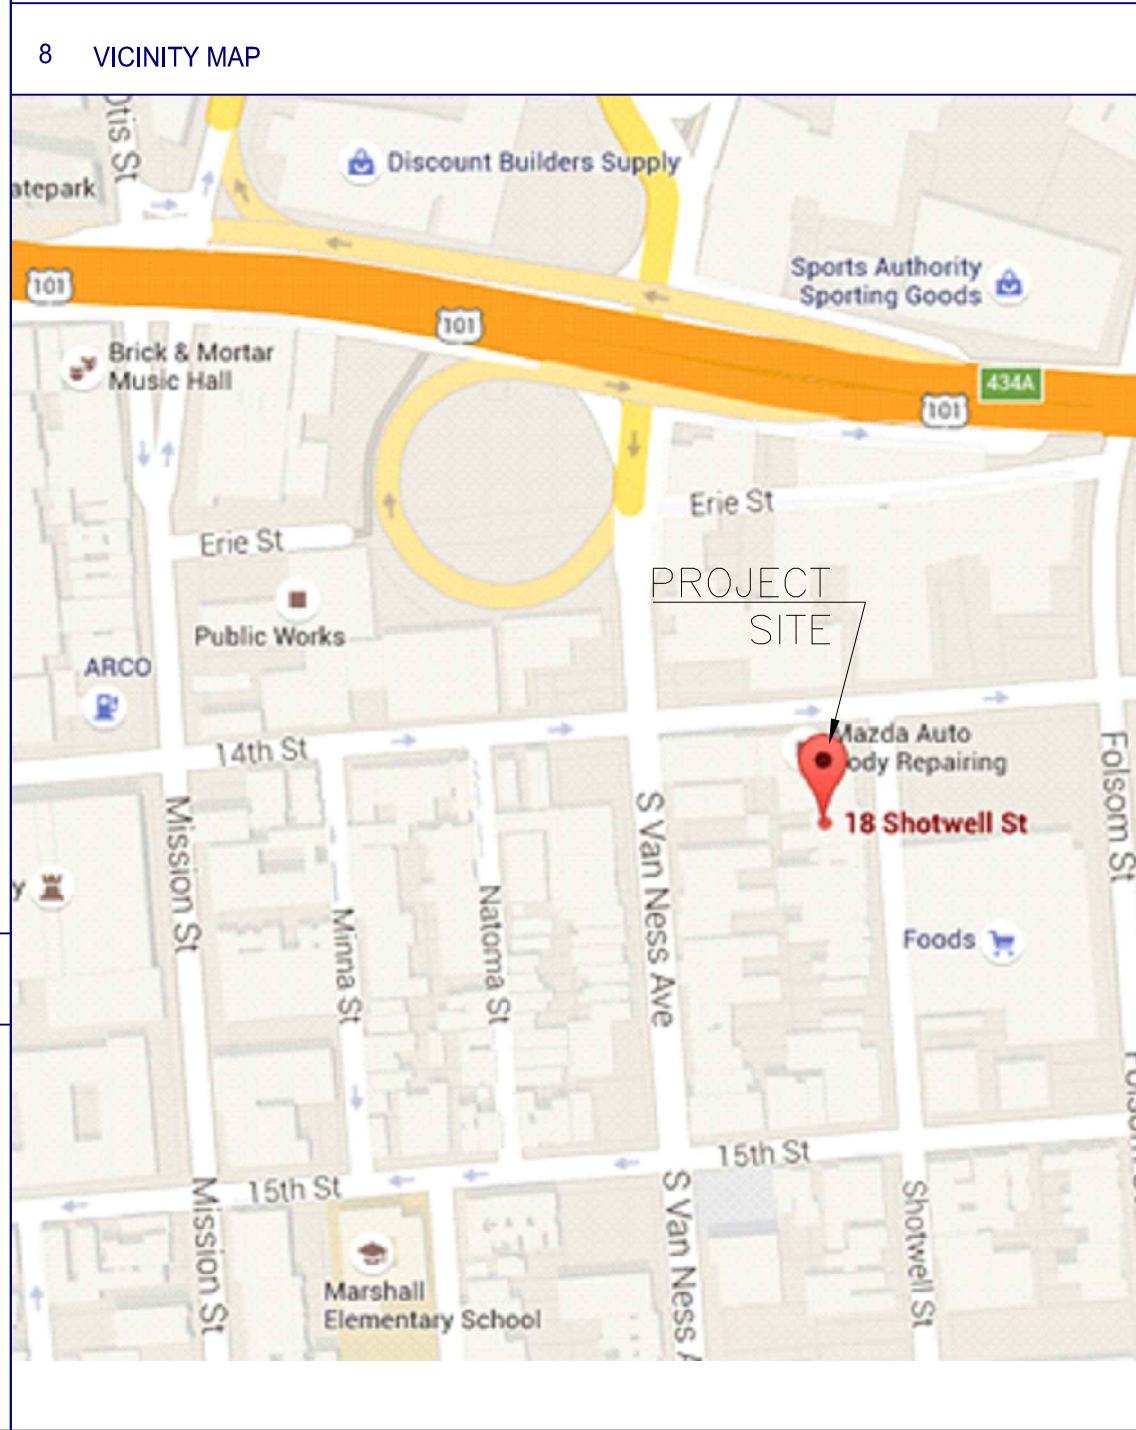 8 VICINITY MAP
Otis St
Discount Builders Supply
atepark
Sports Authority
Sporting Goods
101
101
Brick & Mortar
Music Hall
434A
101
Erie St
Erie St
PROJECT
SITE
Public Works
ARCO
14th St
Mazda Auto
ody Repairing
Folsom St
18 Shotwell St
Mission St
S Van Ness Ave
y
Minna St
Natoma St
Foods
15th St
15th St
Mission St
S Van Ness A
Shotwell St
Marshall
Elementary School